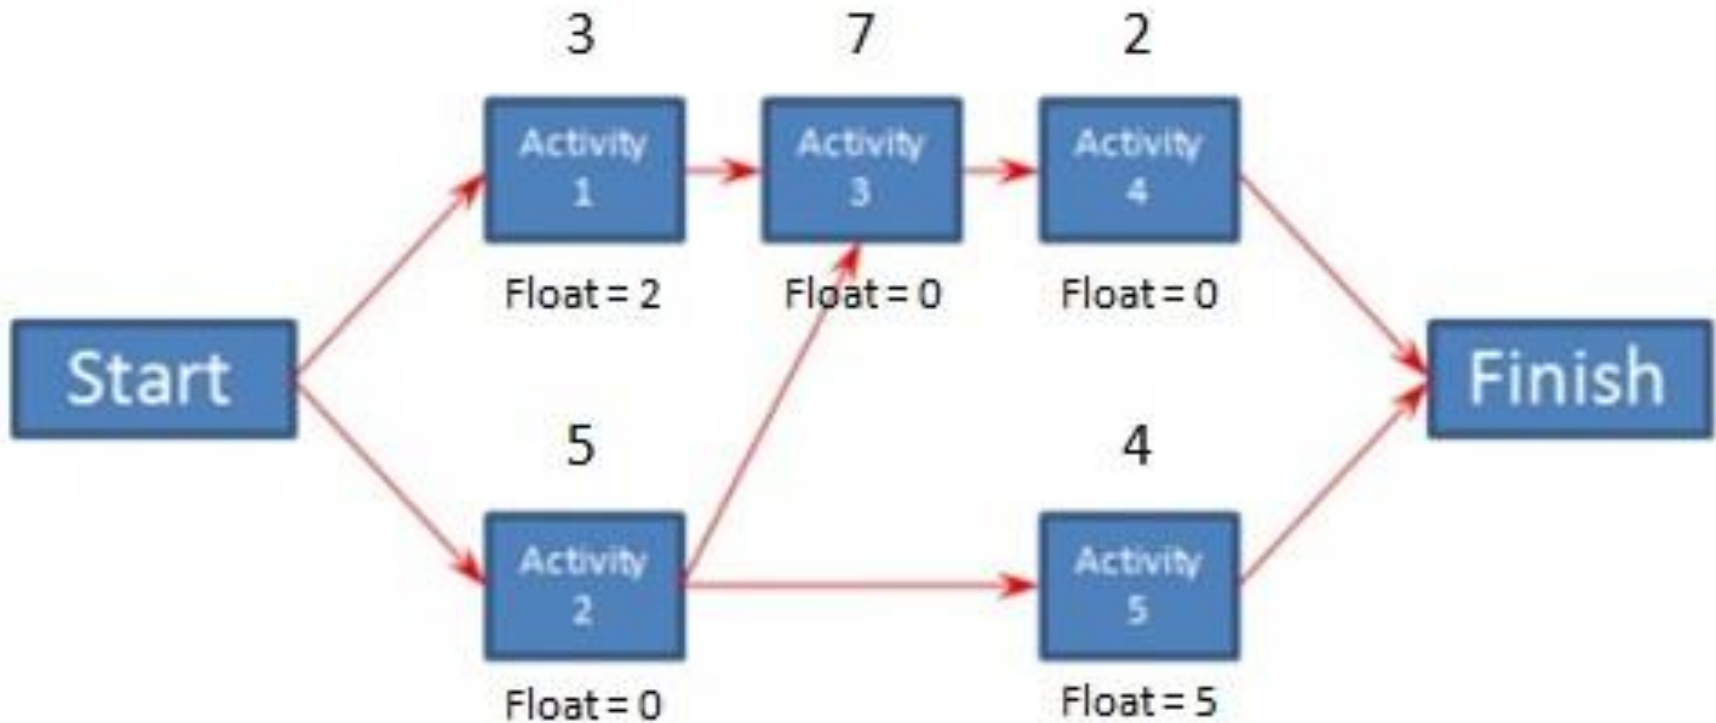 3
7
2
Activity
1
Activity
3
Activity
4
Float = 2
Float = 0
Float = 0
Start
Finish
5
4
Activity
2
Activity
5
Float = 0
Float = 5